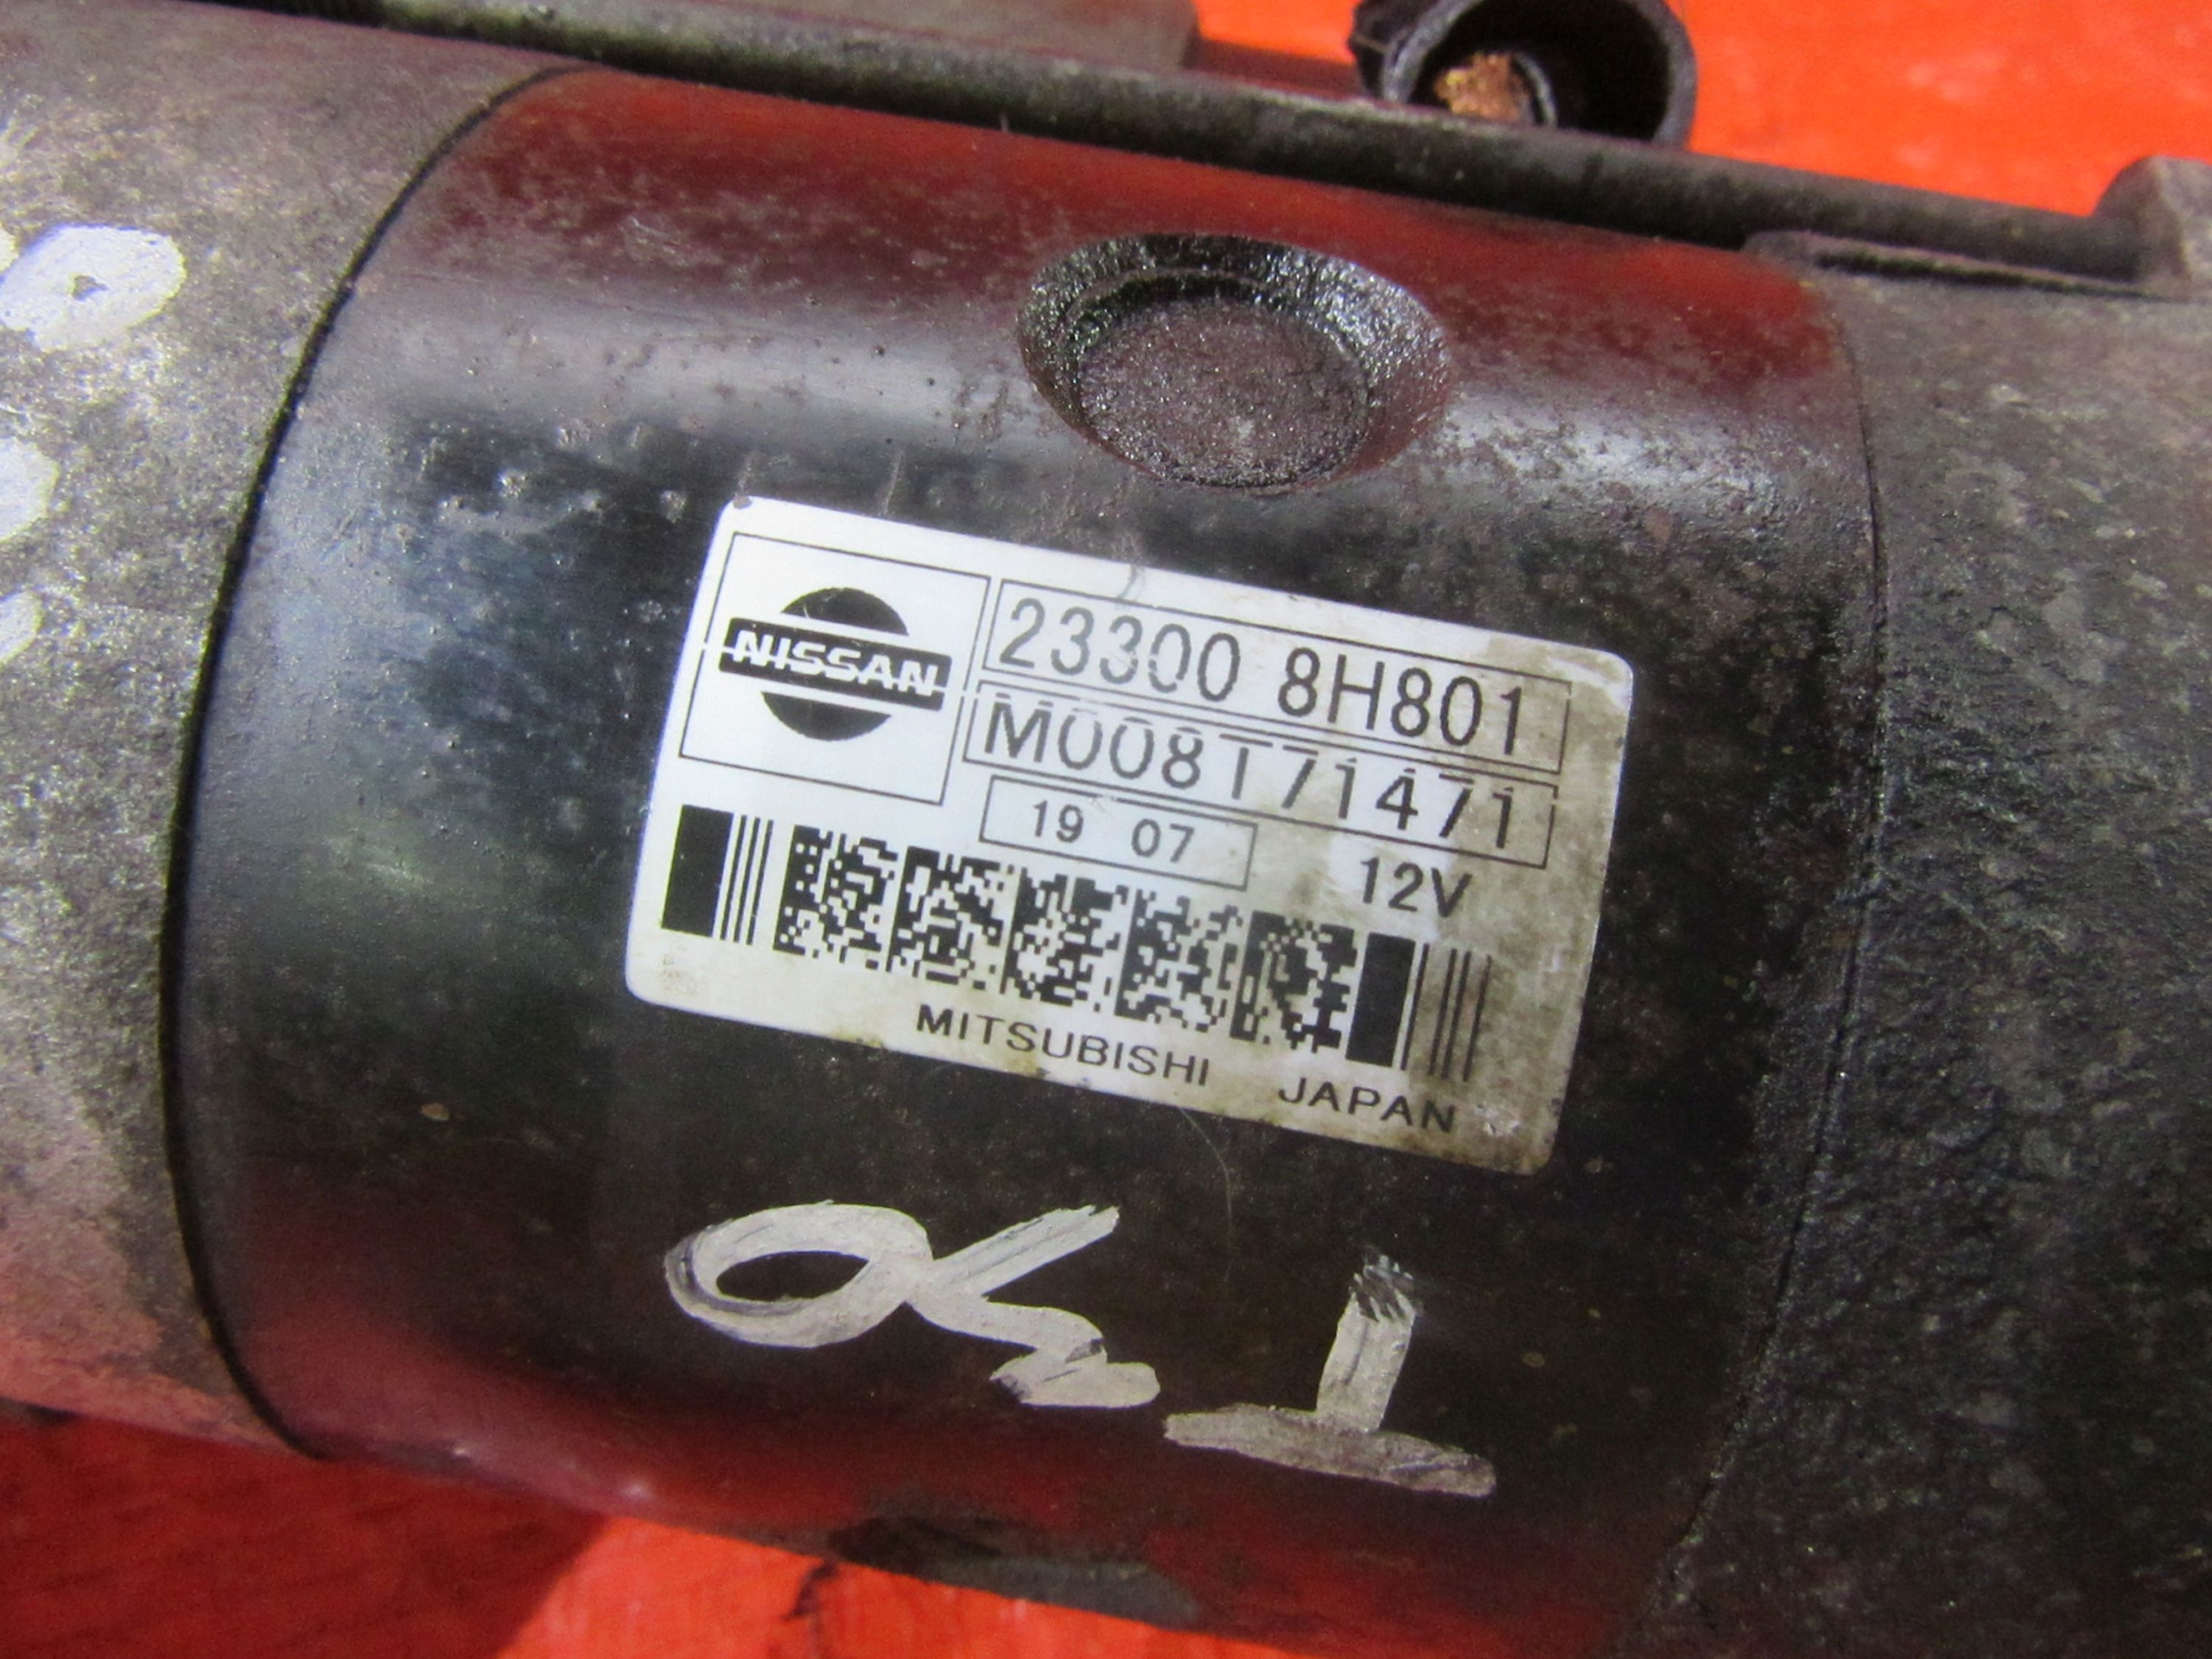 NISSAN
23300 8H801
M008T71471
19 07
12V
MITSUBISHI JAPAN